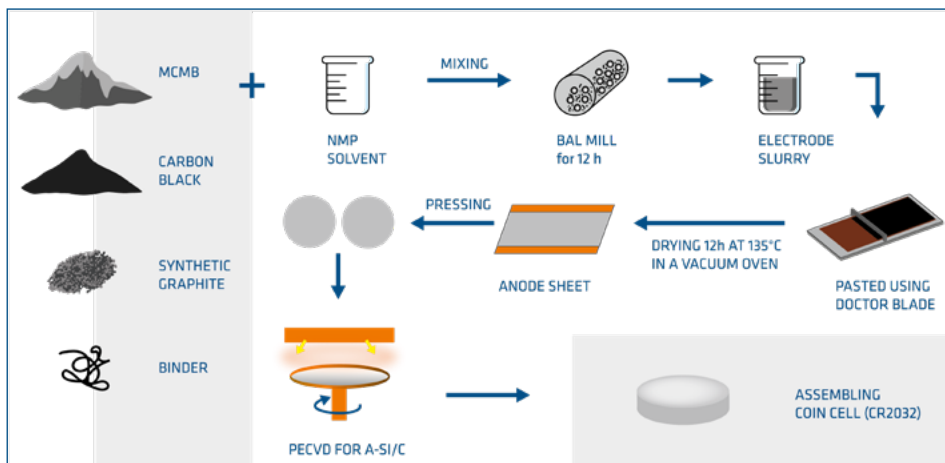 MCMB
CARBON
BLACK
SYNTHETIC
GRAPHITE
BINDER
+
NMP
SOLVENT
MIXING
BAL MILL
for 12 h
ELECTRODE
SLURRY
PASTED USING
DOCTOR BLADE
DRYING 12h AT 135°C
IN A VACUUM OVEN
ANODE SHEET
PRESSING
PECVD FOR A-SI/C
ASSEMBLING
COIN CELL (CR2032)